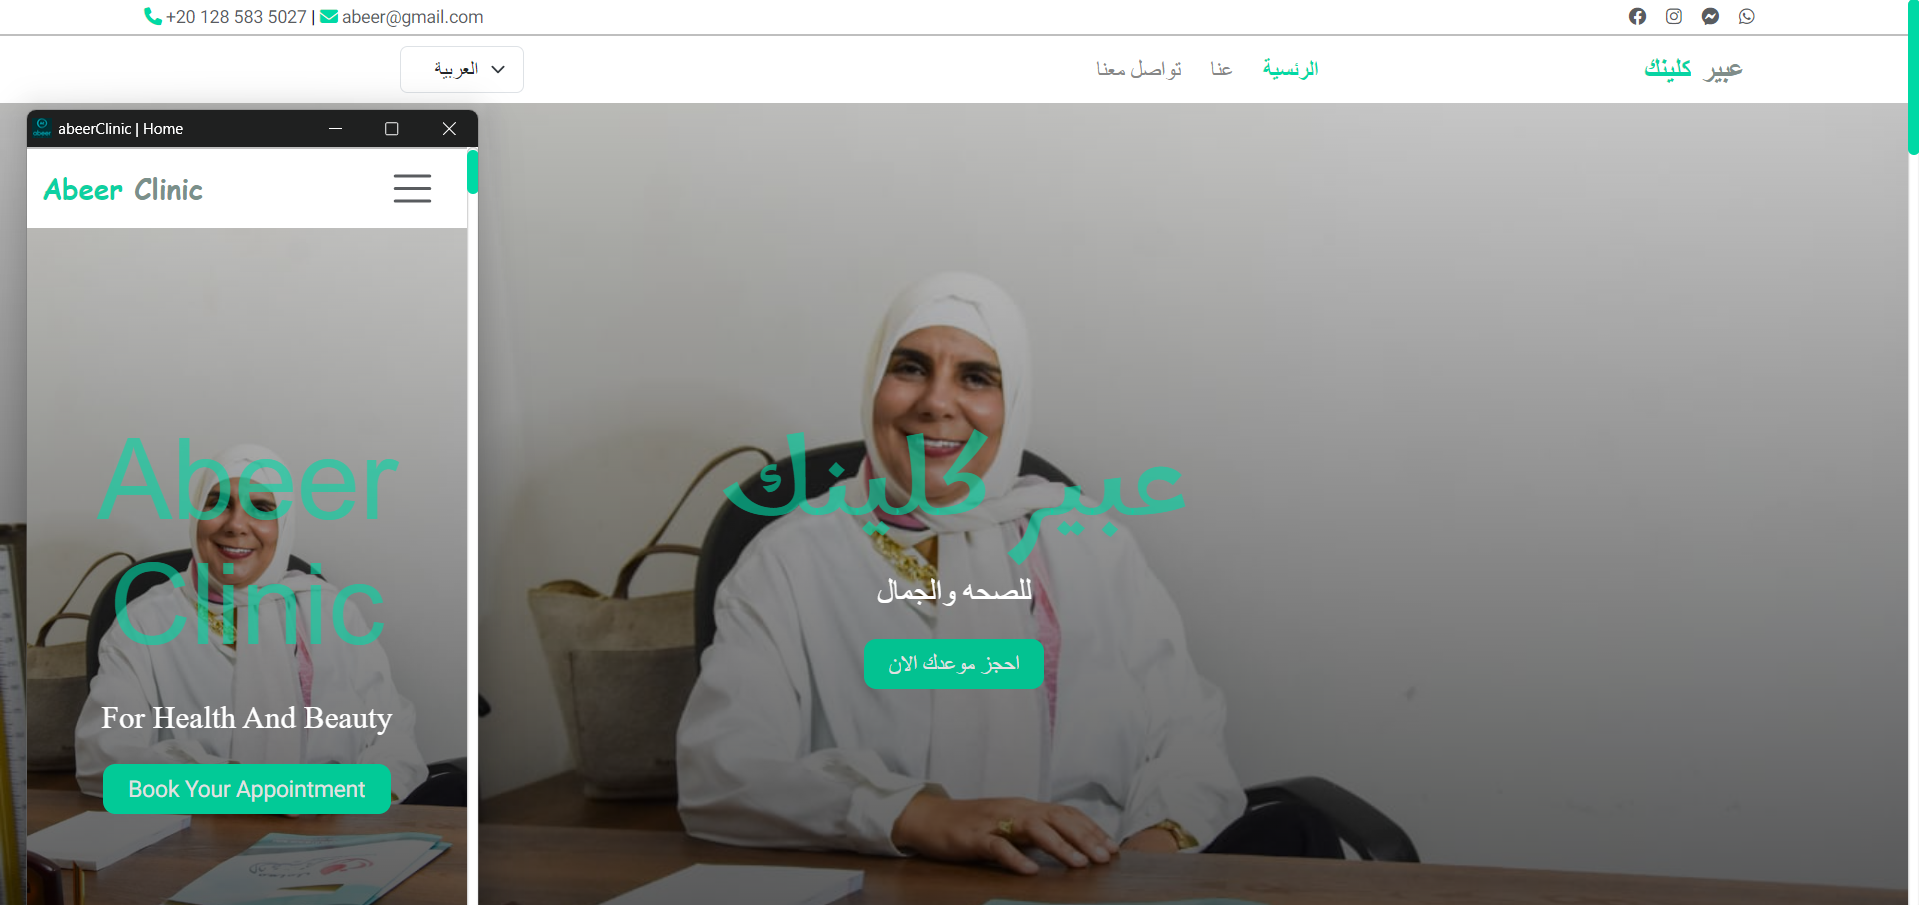 +20 128 583 5027 | abeer@gmail.com
عبير كلينك
الرئسية
عنا
تواصل معنا
العربية
abeerClinic | Home
Abeer Clinic
Abeer
Clinic
For Health And Beauty
Book Your Appointment
عبير كلينك
للصحه والجمال
احجز موعدك الان